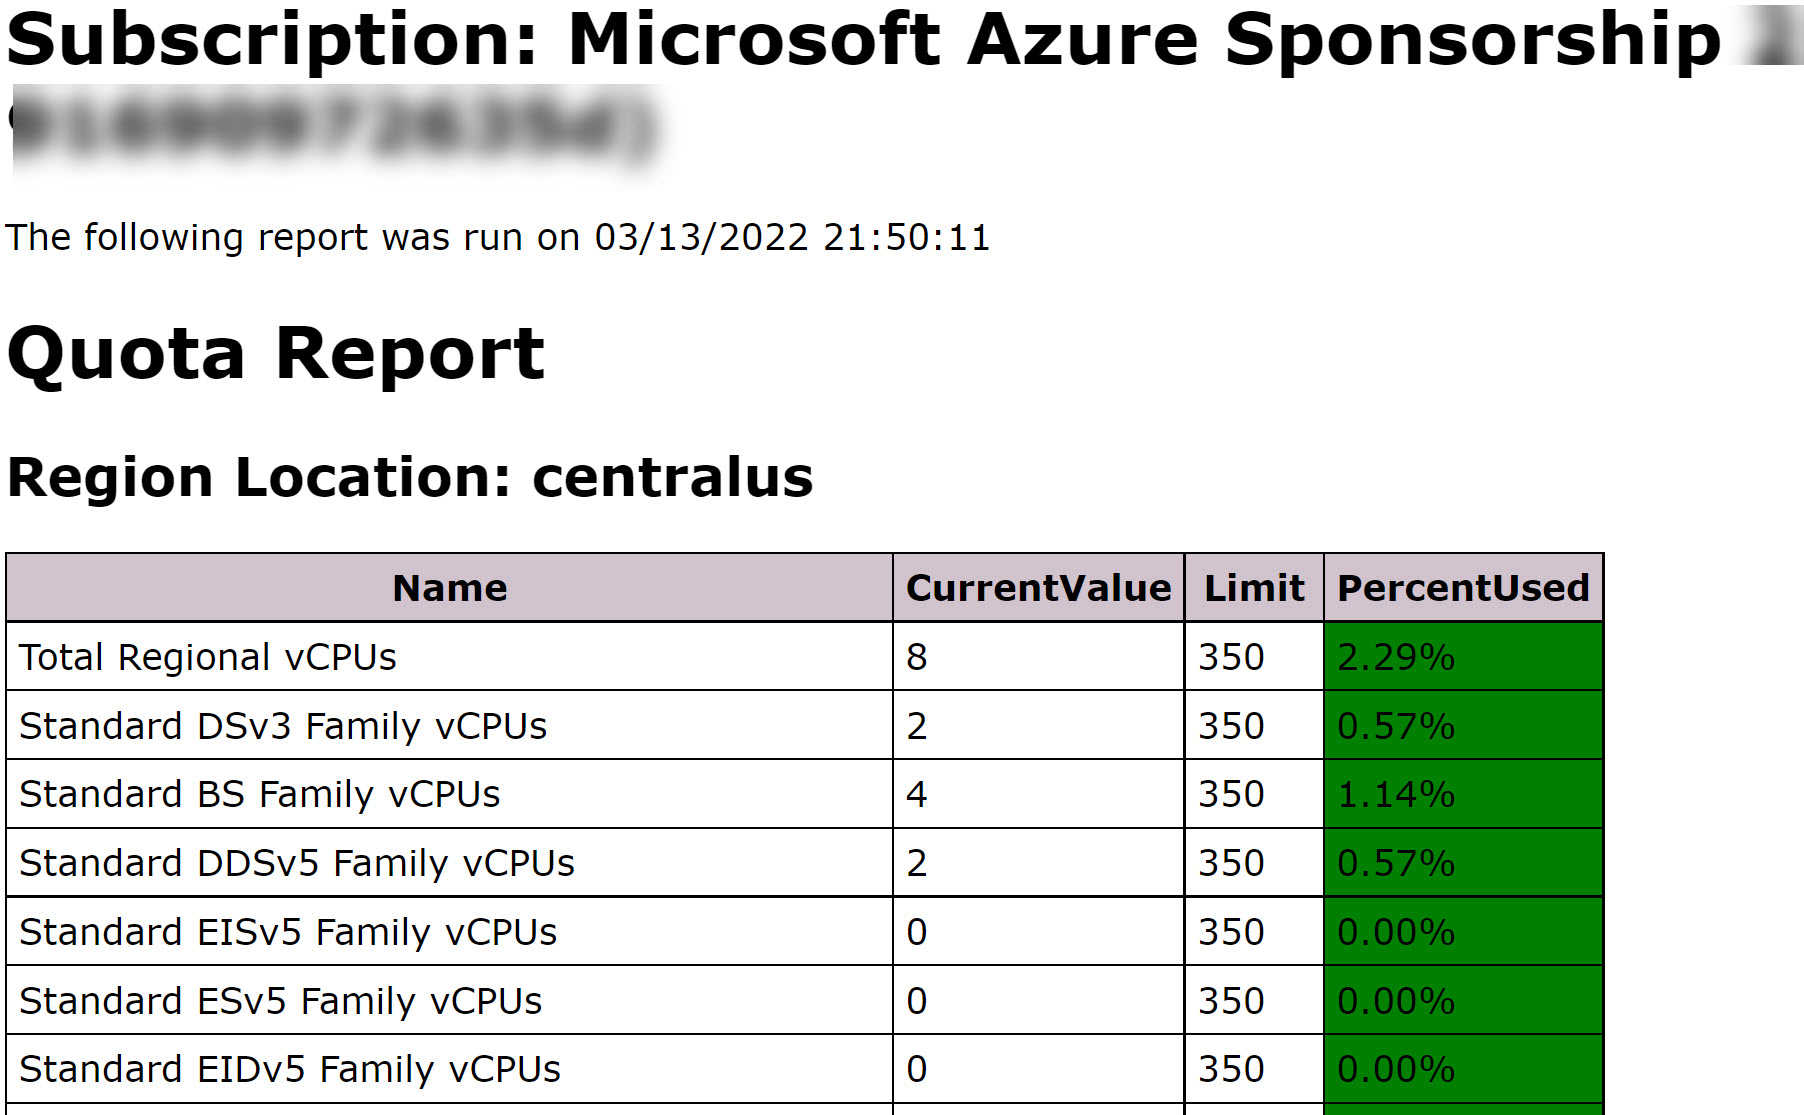 Subscription: Microsoft Azure Sponsorship
The following report was run on 03/13/2022 21:50:11
Quota Report
Region Location: centralus
Name CurrentValue Limit PercentUsed
Total Regional vCPUs 8 350 2.29%
Standard DSv3 Family vCPUs 2 350 0.57%
Standard BS Family vCPUs 4 350 1.14%
Standard DDSv5 Family vCPUs 2 350 0.57%
Standard EISv5 Family vCPUs 0 350 0.00%
Standard ESv5 Family vCPUs 0 350 0.00%
Standard EIDv5 Family vCPUs 0 350 0.00%